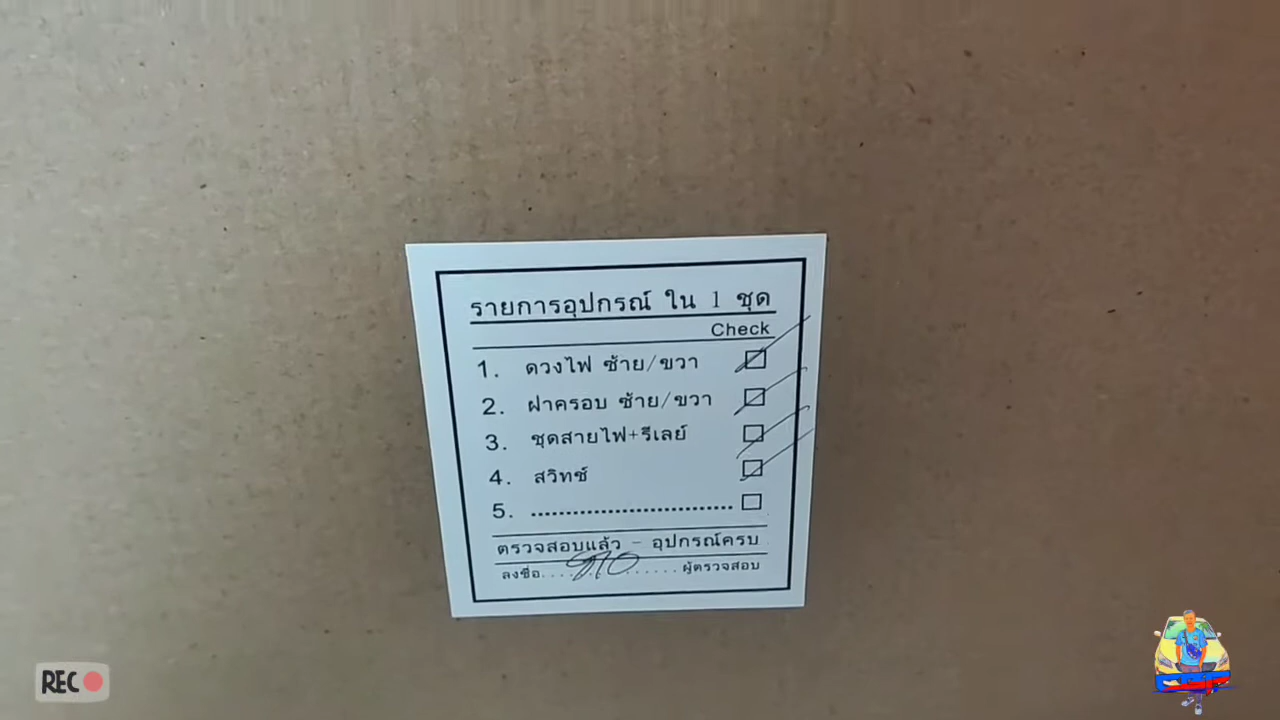 รายการอุปกรณ์ ใน 1 ชุด
Check
1. ดวงไฟ ซ้าย/ขวา
2. ฝาครอบ ซ้าย/ขวา
3. ชุดสายไฟ+รีเลย์
4. สวิทช์
5. ............................
ตรวจสอบแล้ว - อุปกรณ์ครบ
ลงชื่อ.................ผู้ตรวจสอบ
REC